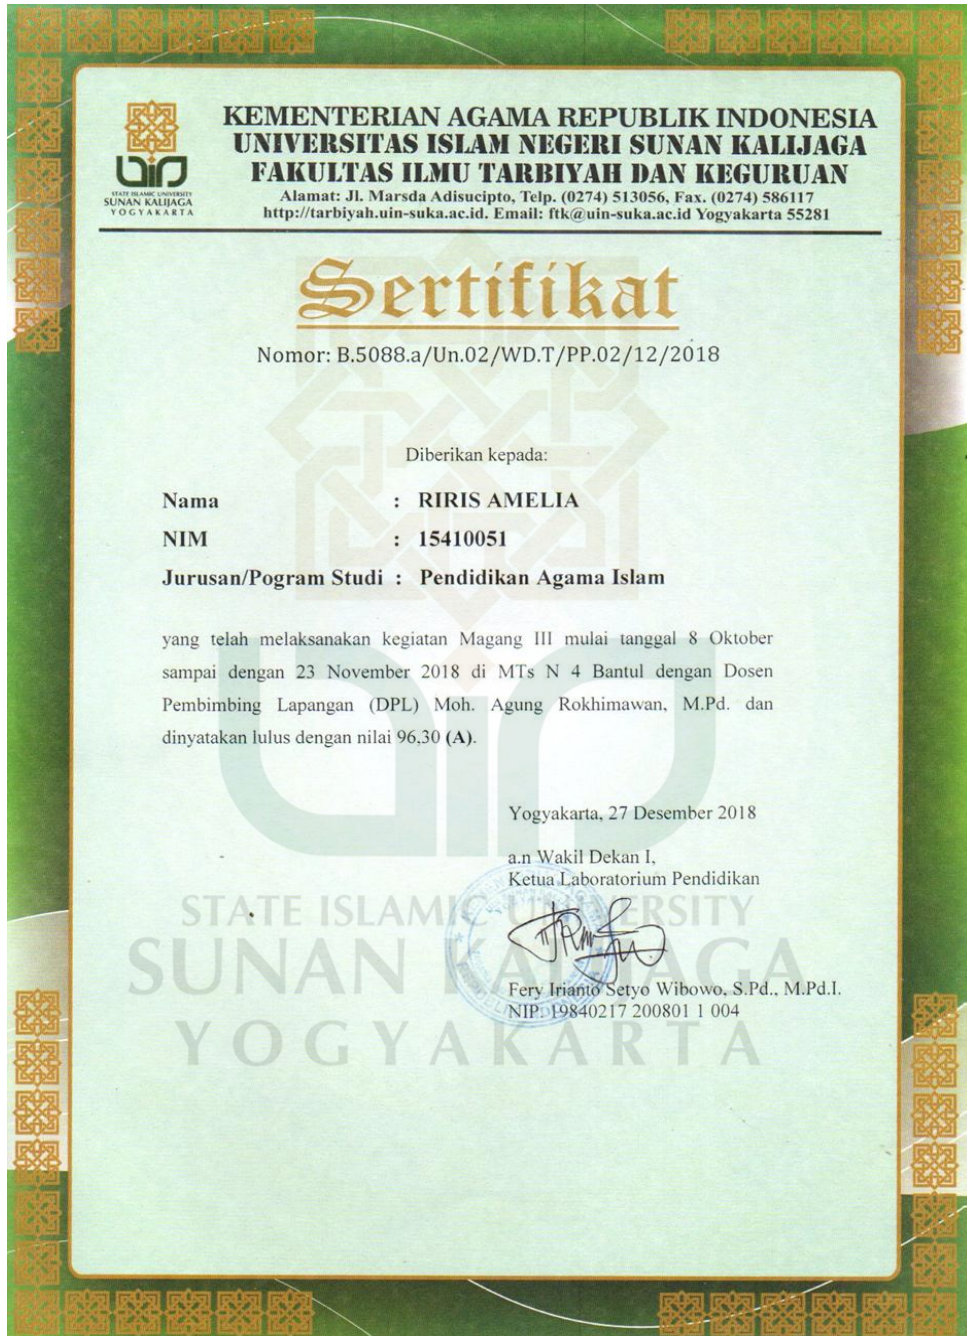 KEMENTERIAN AGAMA REPUBLIK INDONESIA
UNIVERSITAS ISLAM NEGERI SUNAN KALIJAGA
FAKULTAS ILMU TARBIYAH DAN KEGURUAN
Alamat: Jl. Marsda Adisucipto, Telp. (0274) 513056, Fax. (0274) 586117
http://tarbiyah.uin-suka.ac.id. Email: ftk@uin-suka.ac.id Yogyakarta 55281
STATE ISLAMIC UNIVERSITY
SUNAN KALIJAGA
YOGYAKARTA
Sertifikat
Nomor: B.5088.a/Un.02/WD.T/PP.02/12/2018
Diberikan kepada:
Nama : RIRIS AMELIA
NIM : 15410051
Jurusan/Pogram Studi : Pendidikan Agama Islam
yang telah melaksanakan kegiatan Magang III mulai tanggal 8 Oktober
sampai dengan 23 November 2018 di MTs N 4 Bantul dengan Dosen
Pembimbing Lapangan (DPL) Moh. Agung Rokhimawan, M.Pd. dan
dinyatakan lulus dengan nilai 96,30 (A).
Yogyakarta, 27 Desember 2018
a.n Wakil Dekan I,
Ketua Laboratorium Pendidikan
Fery Irianto Setyo Wibowo, S.Pd., M.Pd.I.
NIP. 19840217 200801 1 004
STATE ISLAMIC UNIVERSITY
SUNAN KALIJAGA
YOGYAKARTA